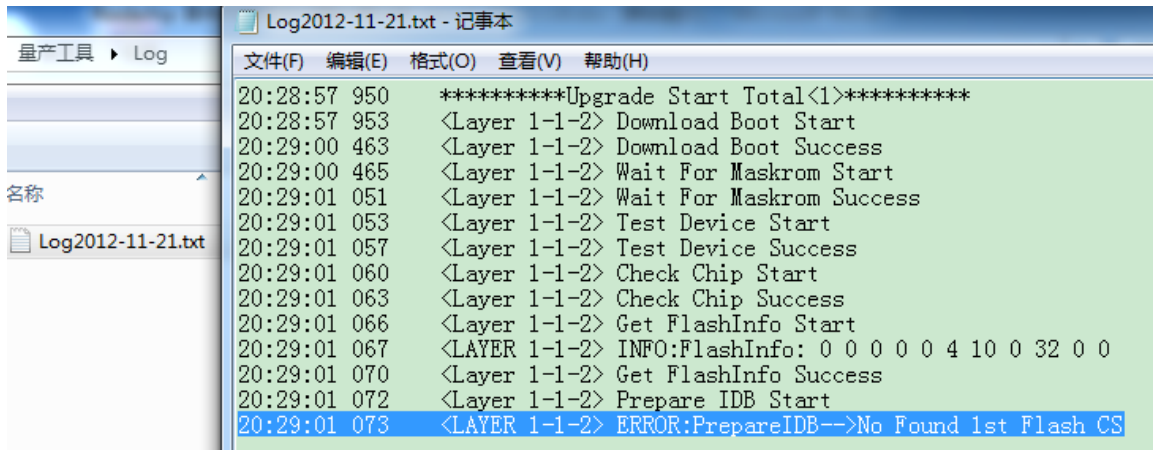 Log2012-11-21.txt - 记事本
量产工具 ▸ Log
文件(F) 编辑(E) 格式(O) 查看(V) 帮助(H)
名称
Log2012-11-21.txt
20:28:57 950 **********Upgrade Start Total<1>**********
20:28:57 953 <Layer 1-1-2> Download Boot Start
20:29:00 463 <Layer 1-1-2> Download Boot Success
20:29:00 465 <Layer 1-1-2> Wait For Maskrom Start
20:29:01 051 <Layer 1-1-2> Wait For Maskrom Success
20:29:01 053 <Layer 1-1-2> Test Device Start
20:29:01 057 <Layer 1-1-2> Test Device Success
20:29:01 060 <Layer 1-1-2> Check Chip Start
20:29:01 063 <Layer 1-1-2> Check Chip Success
20:29:01 066 <Layer 1-1-2> Get FlashInfo Start
20:29:01 067 <LAYER 1-1-2> INFO:FlashInfo: 0 0 0 0 0 4 10 0 32 0 0
20:29:01 070 <Layer 1-1-2> Get FlashInfo Success
20:29:01 072 <Layer 1-1-2> Prepare IDB Start
20:29:01 073 <LAYER 1-1-2> ERROR:PrepareIDB-->No Found 1st Flash CS